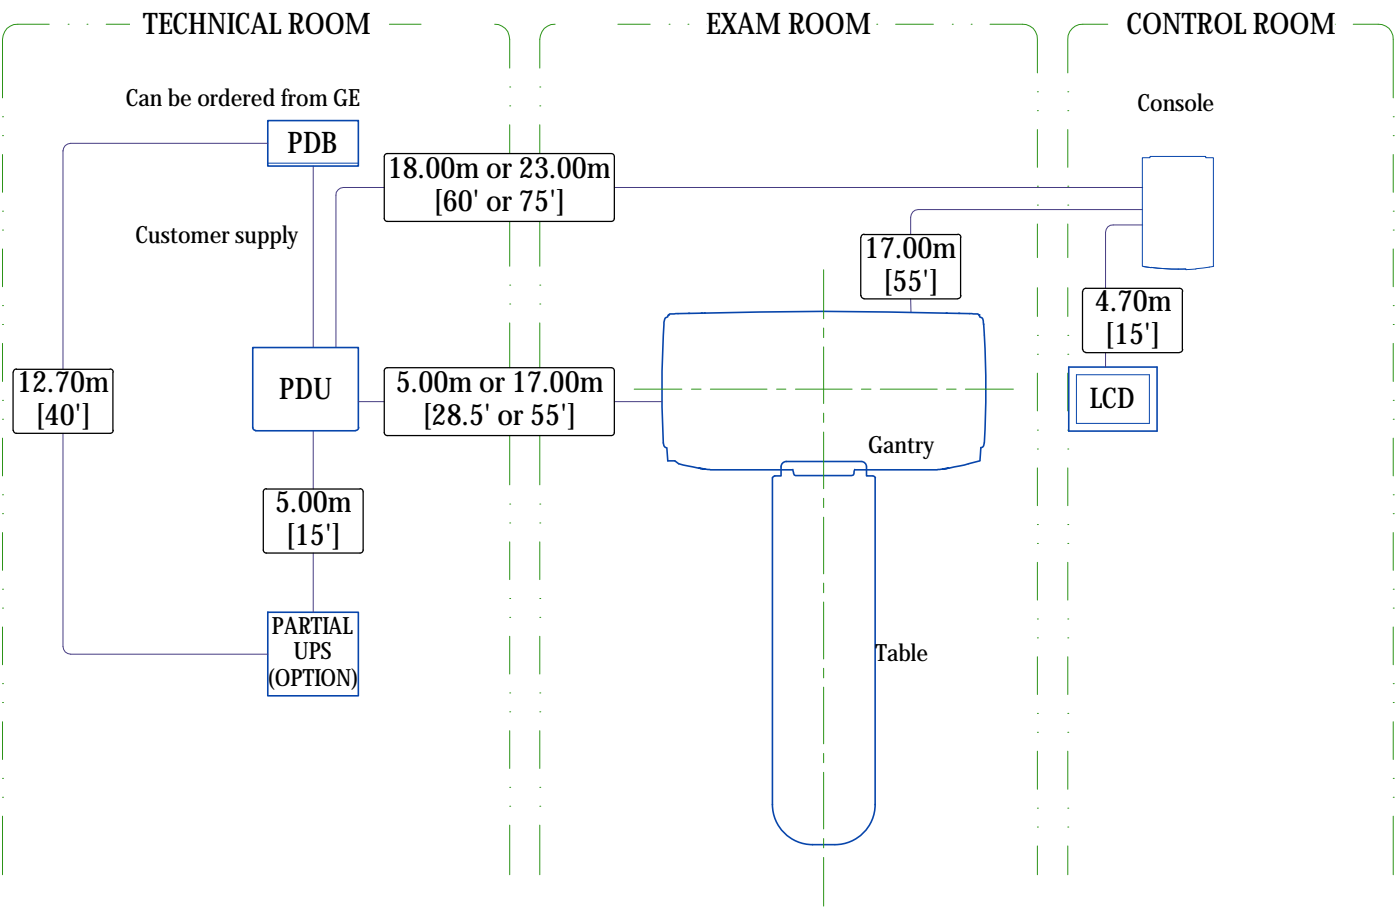 TECHNICAL ROOM
EXAM ROOM
CONTROL ROOM
Can be ordered from GE
PDB
Console
18.00m or 23.00m
[60' or 75']
Customer supply
17.00m
[55']
4.70m
[15']
12.70m
[40']
PDU
5.00m or 17.00m
[28.5' or 55']
LCD
Gantry
5.00m
[15']
PARTIAL
UPS
(OPTION)
Table